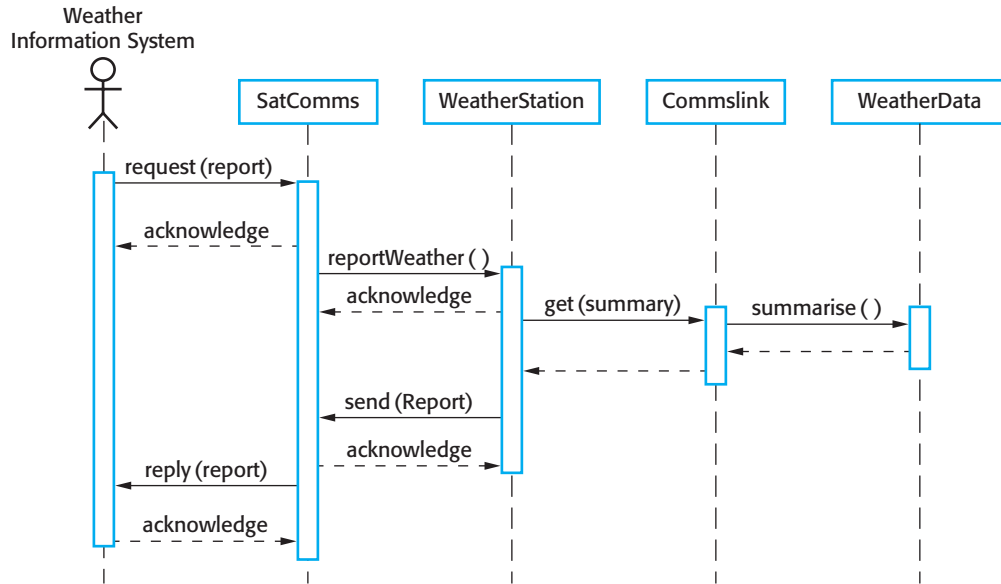 Weather
Information System
SatComms
WeatherStation
Commslink
WeatherData
request (report)
acknowledge
reportWeather ( )
acknowledge
get (summary)
summarise ( )
send (Report)
acknowledge
reply (report)
acknowledge